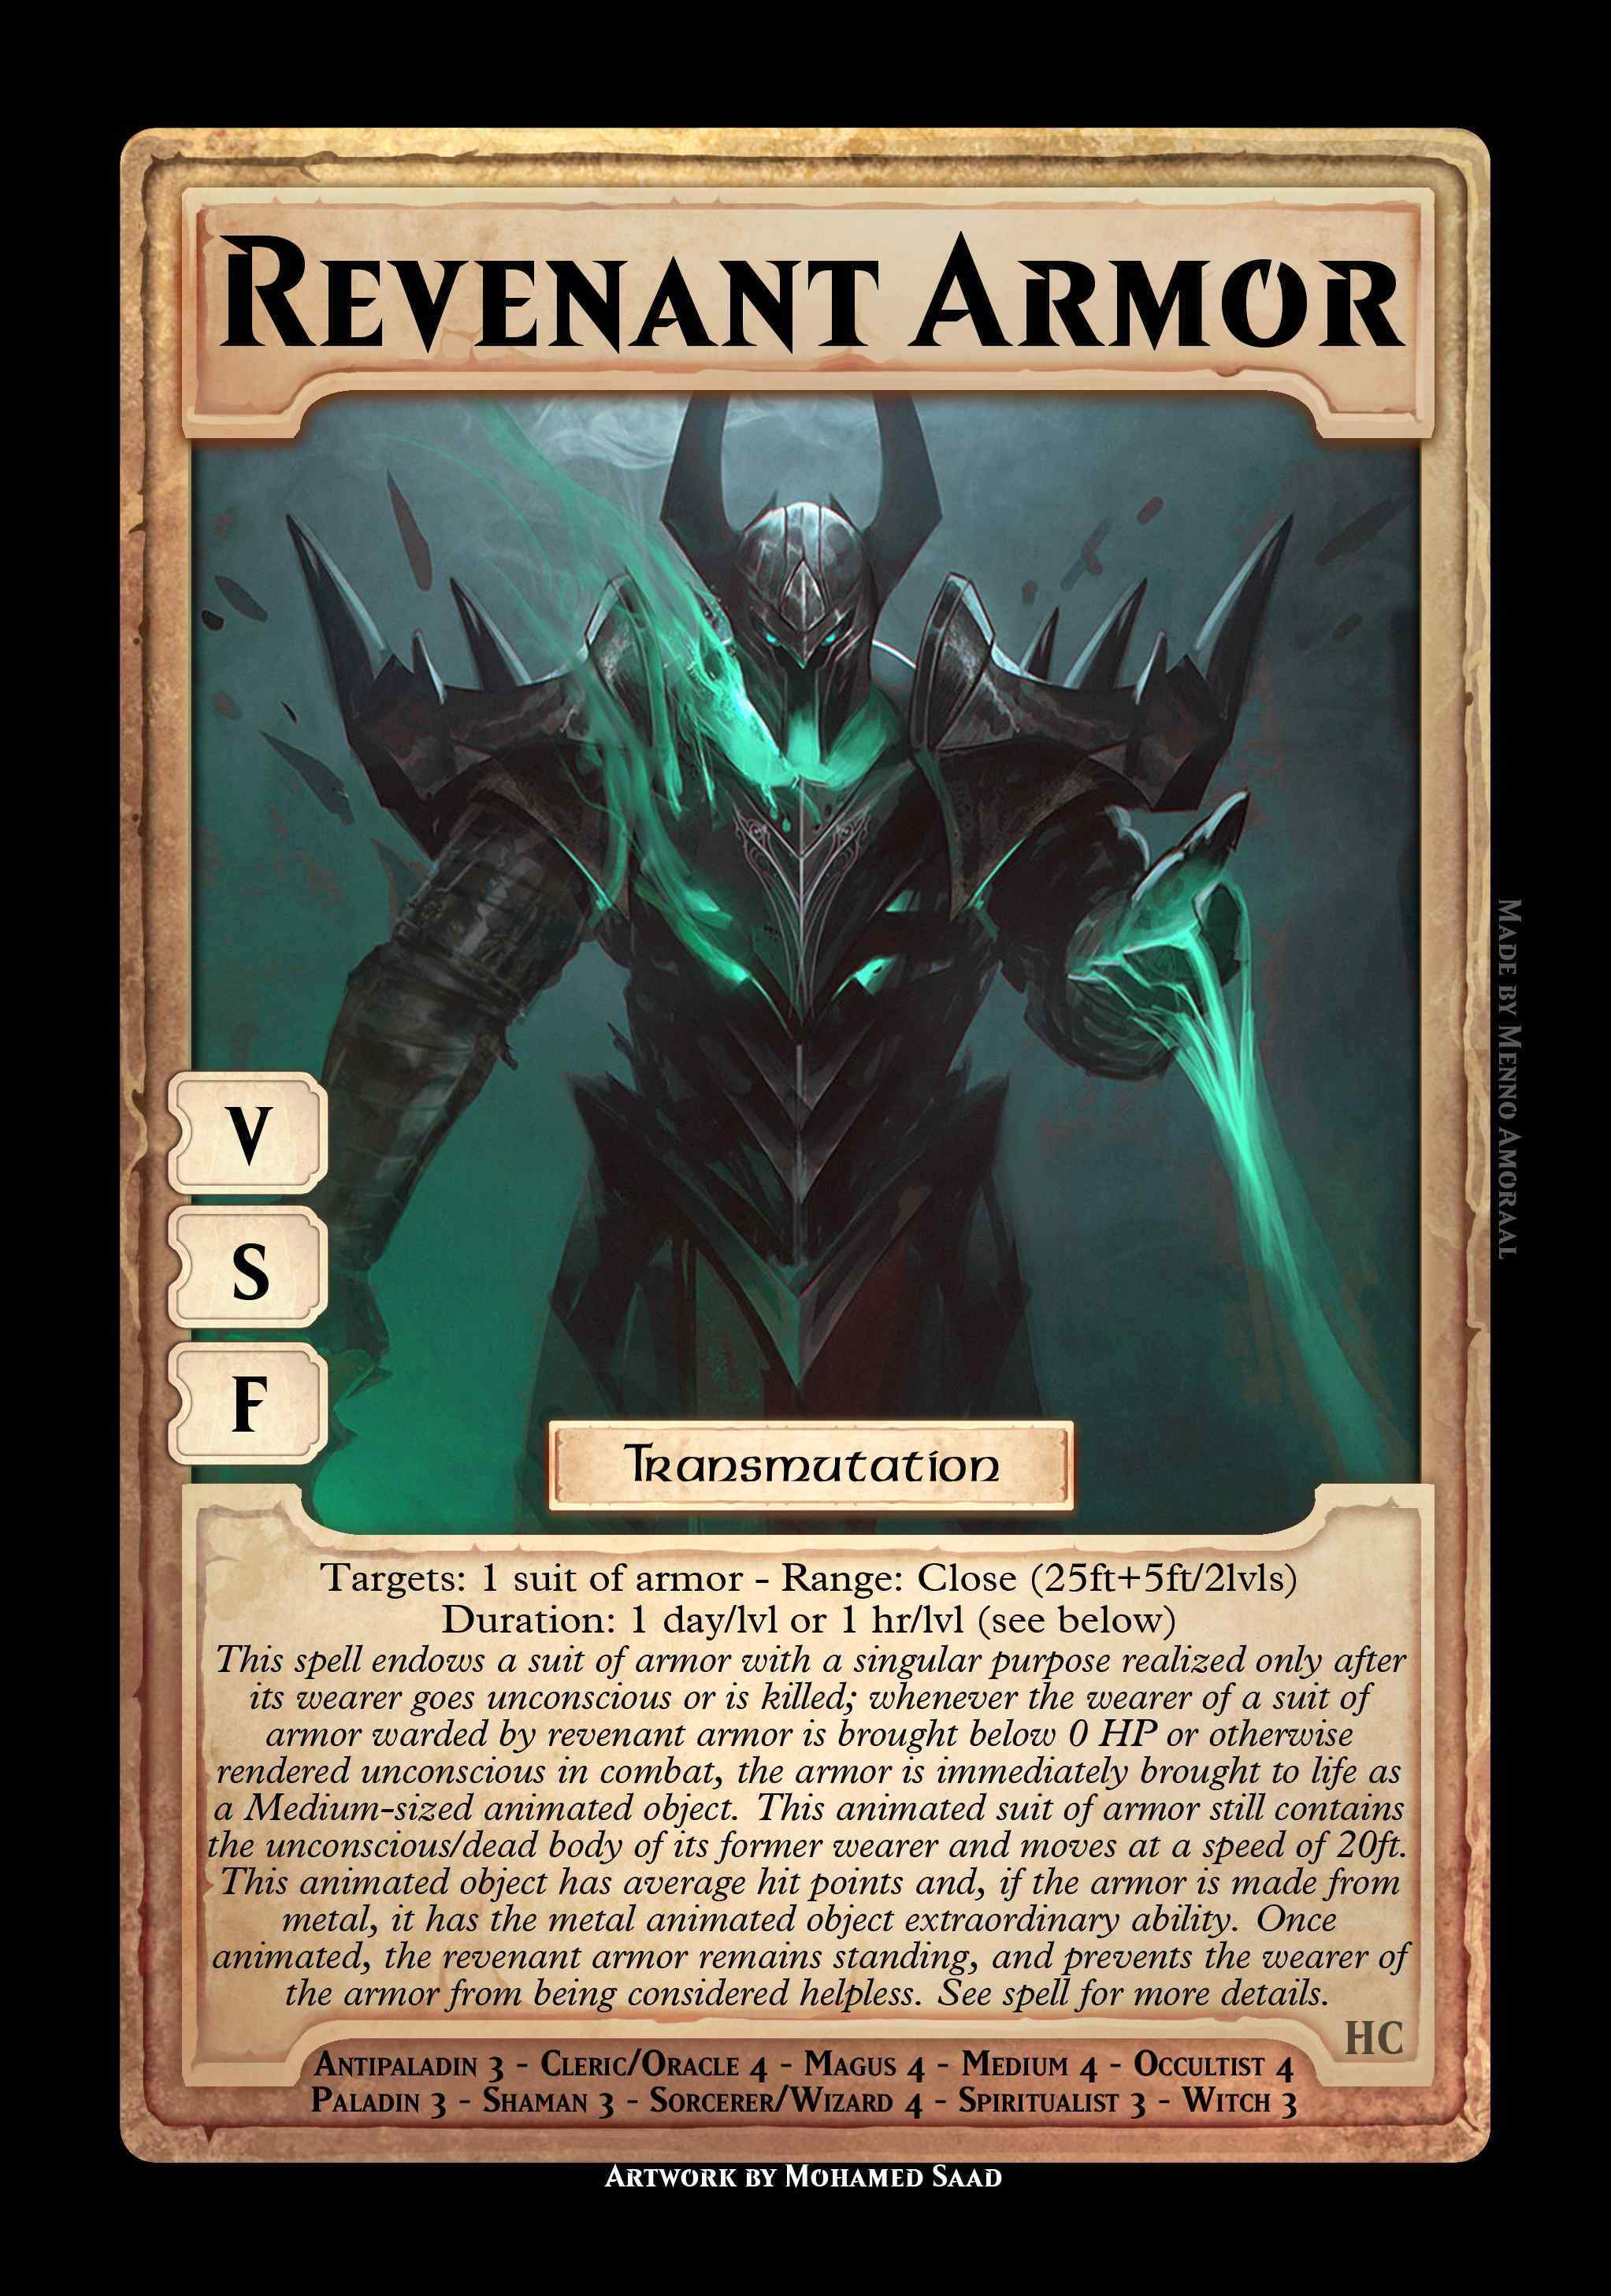 Revenant Armor
V
S
F
Transmutation
Targets: 1 suit of armor - Range: Close (25ft+5ft/2lvls)
Duration: 1 day/lvl or 1 hr/lvl (see below)
This spell endows a suit of armor with a singular purpose realized only after
its wearer goes unconscious or is killed; whenever the wearer of a suit of
armor warded by revenant armor is brought below 0 HP or otherwise
rendered unconscious in combat, the armor is immediately brought to life as
a Medium-sized animated object. This animated suit of armor still contains
the unconscious/dead body of its former wearer and moves at a speed of 20ft.
This animated object has average hit points and, if the armor is made from
metal, it has the metal animated object extraordinary ability. Once
animated, the revenant armor remains standing, and prevents the wearer of
the armor from being considered helpless. See spell for more details.
HC
Antipaladin 3 - Cleric/Oracle 4 - Magus 4 - Medium 4 - Occultist 4
Paladin 3 - Shaman 3 - Sorcerer/Wizard 4 - Spiritualist 3 - Witch 3
Artwork by Mohamed Saad
Made by Menno Amoraal